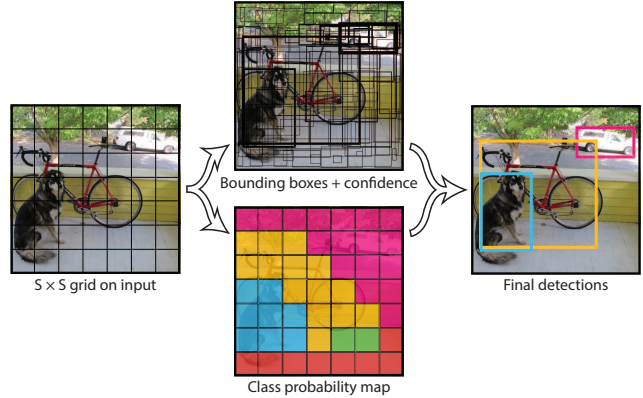 Bounding boxes + confidence
S × S grid on input
Final detections
Class probability map